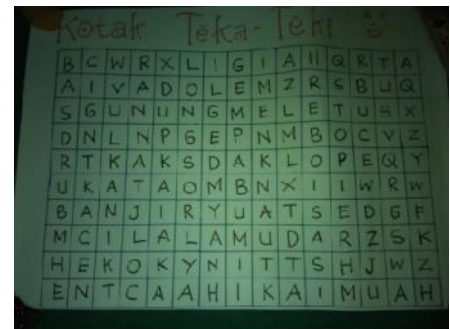 Kotak Teka-Teki
B C W R X L I G I A H Q R T A
A I V A D O L E M Z R S B U Q
S G U N U N G M E L E T U S X
D N L N P G E P N M B O C V Z
R T K A K S D A K L O P E Q Y
U K A T A O M B N X I I W R W
B A N J I R Y U A T S E D G F
M C I L A L A M U D A R Z S K
H E K O K Y N I T T S H J W Z
E N T C A A H I K A I M U A H